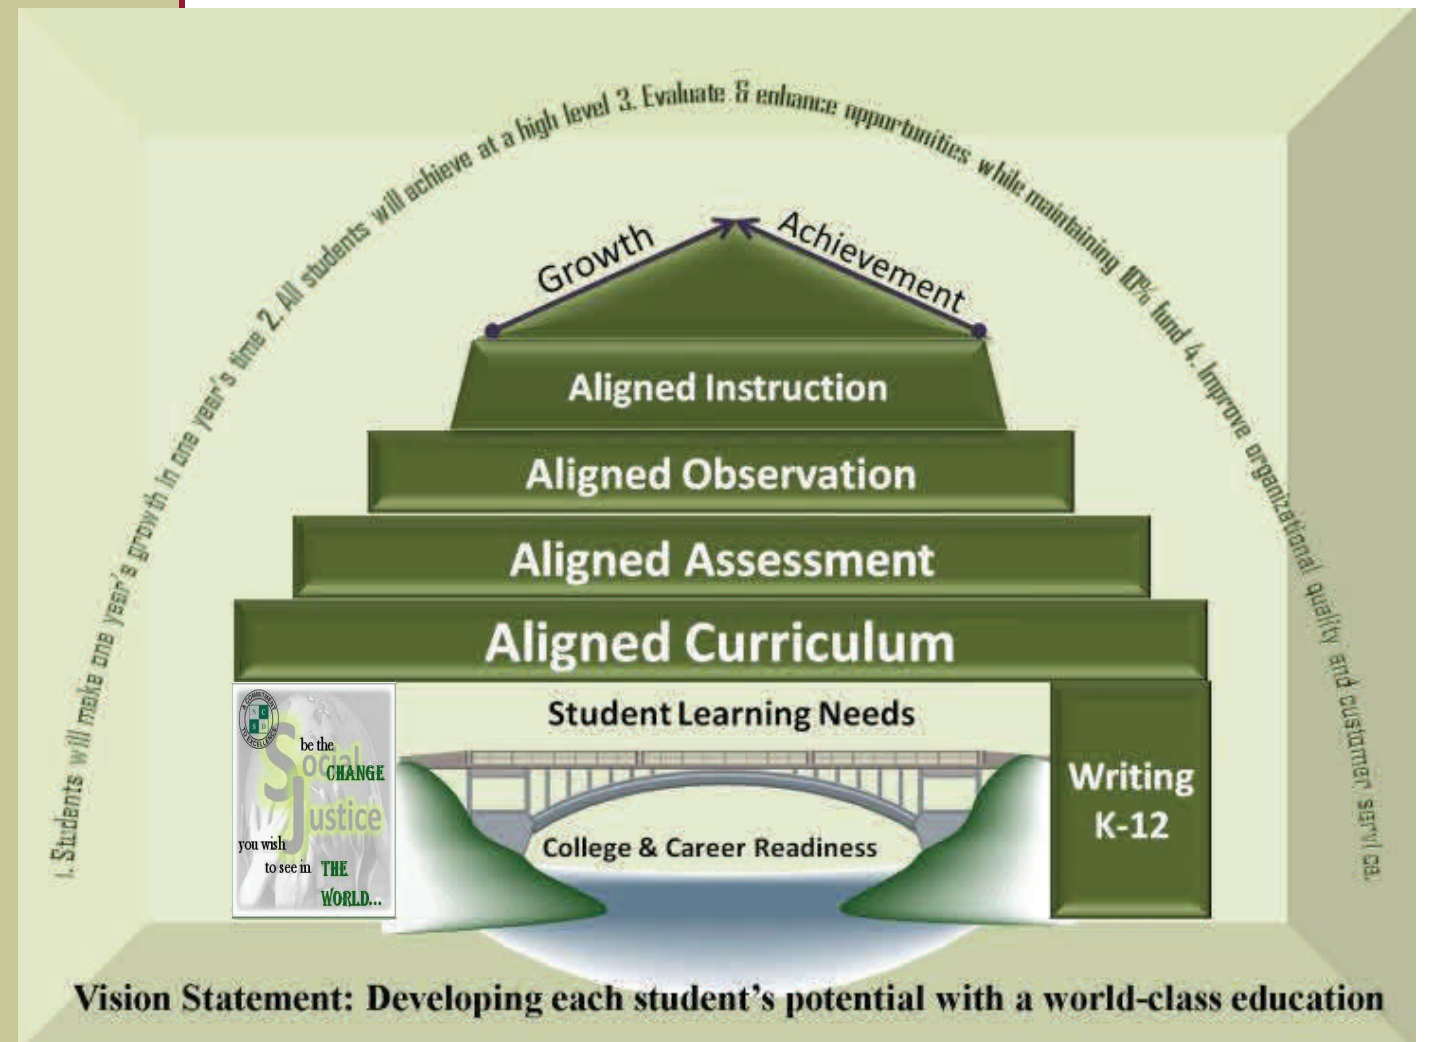 1. Students will make one year's growth in one year's time 2. All students will achieve at a high level 3. Evaluate & enhance opportunities while maintaining 10% fund 4. Improve organizational quality and customer service.
Growth
Achievement
Aligned Instruction
Aligned Observation
Aligned Assessment
Aligned Curriculum
A COMMITMENT
TO EXCELLENCE
N C
S D
be the
Social
CHANGE
Justice
you wish
to see in THE
WORLD...
Student Learning Needs
College & Career Readiness
Writing
K-12
Vision Statement: Developing each student's potential with a world-class education